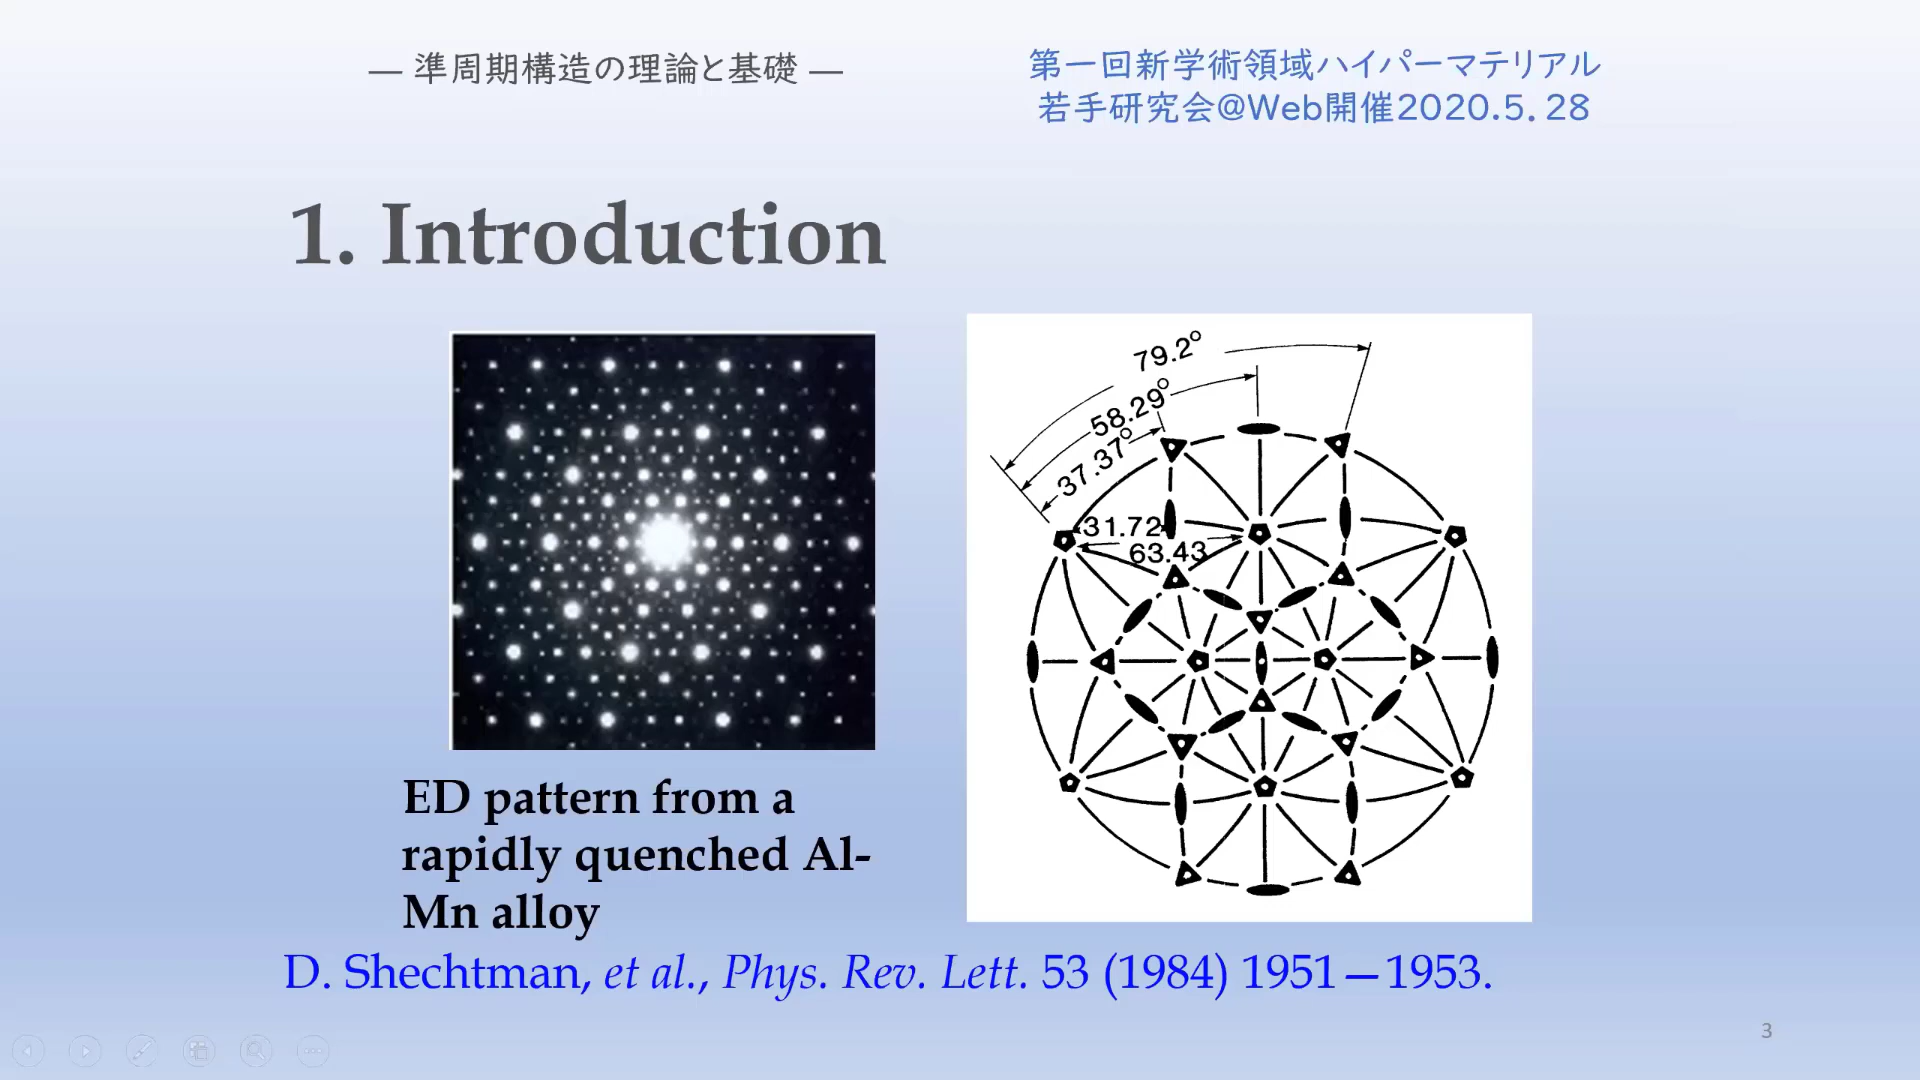 — 準周期構造の理論と基礎 —
第一回新学術領域ハイパーマテリアル
若手研究会@Web開催2020.5.28
1. Introduction
79.2°
58.29°
37.37°
31.72
63.43
ED pattern from a
rapidly quenched Al-
Mn alloy
D. Shechtman, et al., Phys. Rev. Lett. 53 (1984) 1951—1953.
3